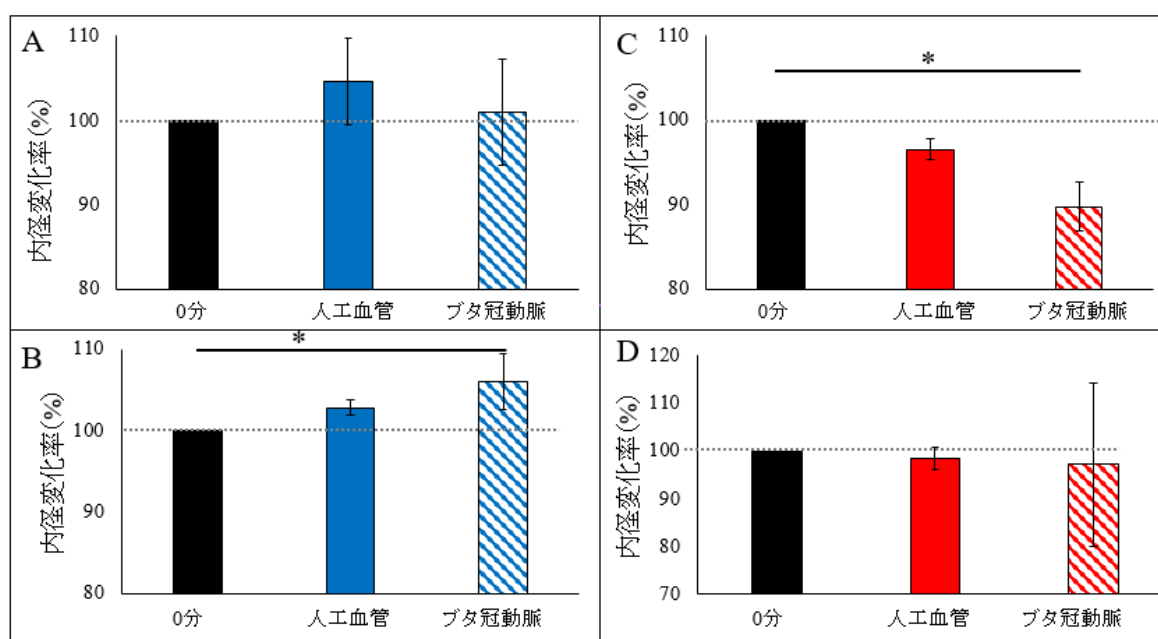 A
110
100
90
80
内径変化率(%)
0分
人工血管
ブタ冠動脈
C
110
100
90
80
内径変化率(%)
*
0分
人工血管
ブタ冠動脈
B
110
100
90
80
内径変化率(%)
*
0分
人工血管
ブタ冠動脈
D
120
110
100
90
80
70
内径変化率(%)
0分
人工血管
ブタ冠動脈